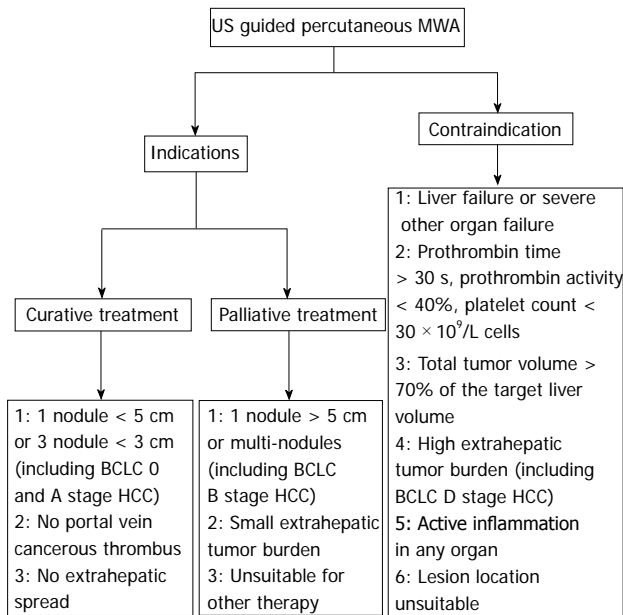 US guided percutaneous MWA
Indications
Contraindication
Curative treatment
Palliative treatment
1: 1 nodule < 5 cm
or 3 nodule < 3 cm
(including BCLC 0
and A stage HCC)
2: No portal vein
cancerous thrombus
3: No extrahepatic
spread
1: 1 nodule > 5 cm
or multi-nodules
(including BCLC
B stage HCC)
2: Small extrahepatic
tumor burden
3: Unsuitable for
other therapy
1: Liver failure or severe
other organ failure
2: Prothrombin time
> 30 s, prothrombin activity
< 40%, platelet count <
30 × 10⁹/L cells
3: Total tumor volume >
70% of the target liver
volume
4: High extrahepatic
tumor burden (including
BCLC D stage HCC)
5: Active inflammation
in any organ
6: Lesion location
unsuitable